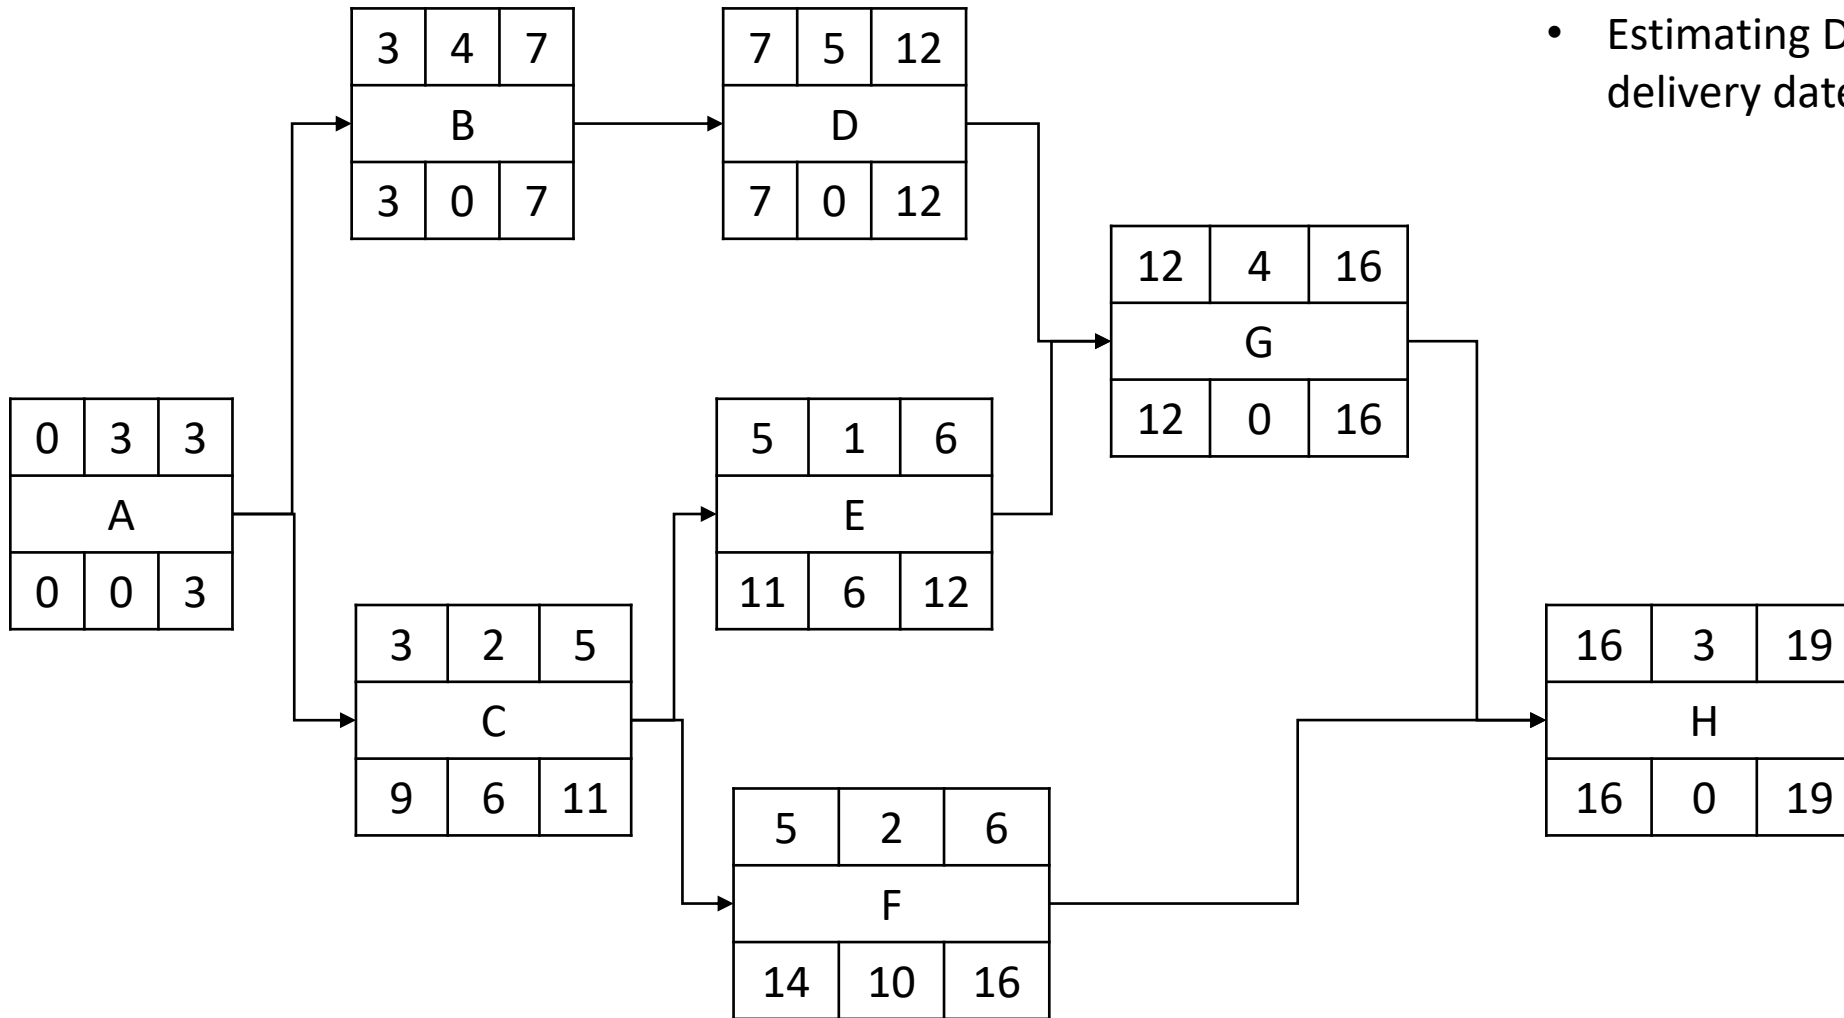 3 4 7
B
3 0 7
7 5 12
D
7 0 12
• Estimating D
delivery date
12 4 16
G
12 0 16
0 3 3
A
0 0 3
5 1 6
E
11 6 12
3 2 5
C
9 6 11
16 3 19
H
16 0 19
5 2 6
F
14 10 16